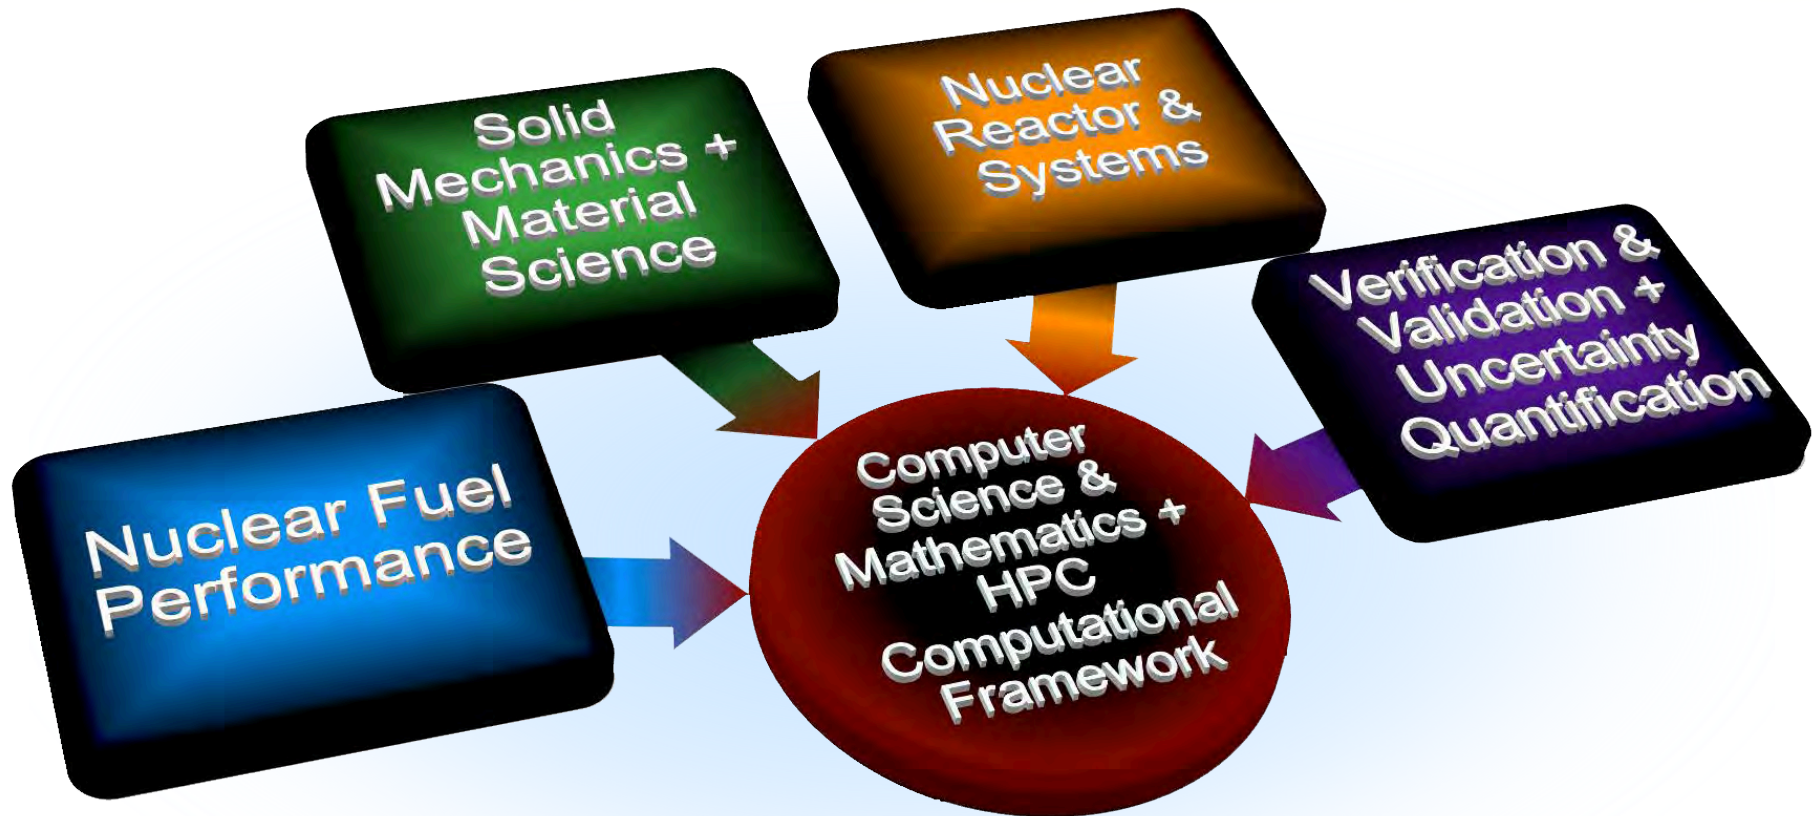 Solid
Mechanics +
Material
Science
Nuclear
Reactor &
Systems
Verification &
Validation +
Uncertainty
Quantification
Nuclear Fuel
Performance
Computer
Science &
Mathematics +
HPC
Computational
Framework